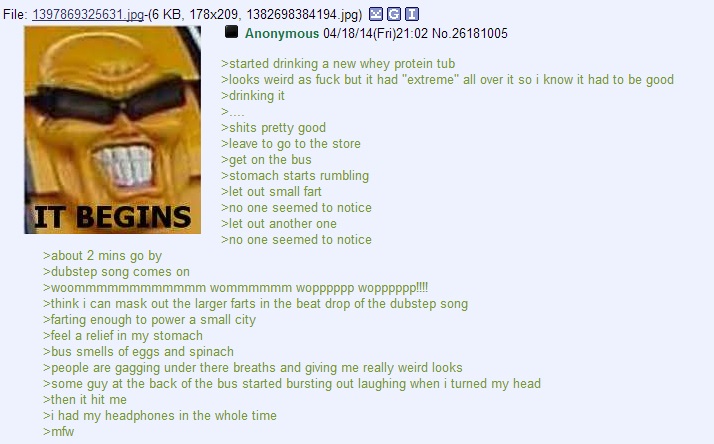 File: 1397869325631.jpg-(6 KB, 178x209, 1382698384194.jpg) G I
Anonymous 04/18/14(Fri)21:02 No.26181005
>started drinking a new whey protein tub
>looks weird as fuck but it had "extreme" all over it so i know it had to be good
>drinking it
>....
>shits pretty good
>leave to go to the store
>get on the bus
>stomach starts rumbling
>let out small fart
>no one seemed to notice
>let out another one
>no one seemed to notice
IT BEGINS
>about 2 mins go by
>dubstep song comes on
>woommmmmmmmmmmm wommmmmm wopppppp wopppppp!!!!
>think i can mask out the larger farts in the beat drop of the dubstep song
>farting enough to power a small city
>feel a relief in my stomach
>bus smells of eggs and spinach
>people are gagging under there breaths and giving me really weird looks
>some guy at the back of the bus started bursting out laughing when i turned my head
>then it hit me
>i had my headphones in the whole time
>mfw